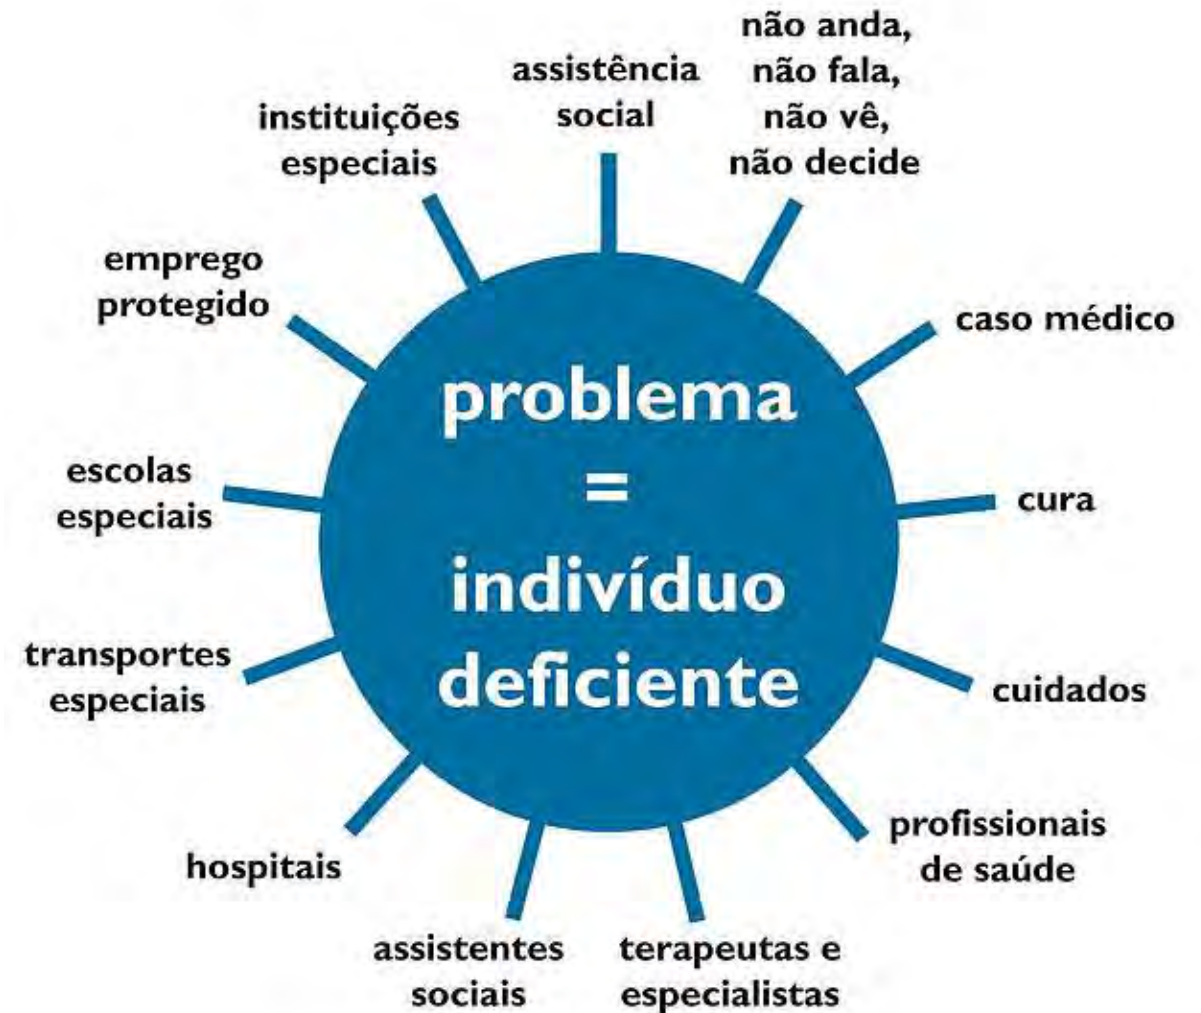 problema
=
indivíduo
deficiente
assistência
social
não anda,
não fala,
não vê,
não decide
caso médico
cura
cuidados
profissionais
de saúde
terapeutas e
especialistas
assistentes
sociais
hospitais
transportes
especiais
escolas
especiais
emprego
protegido
instituições
especiais